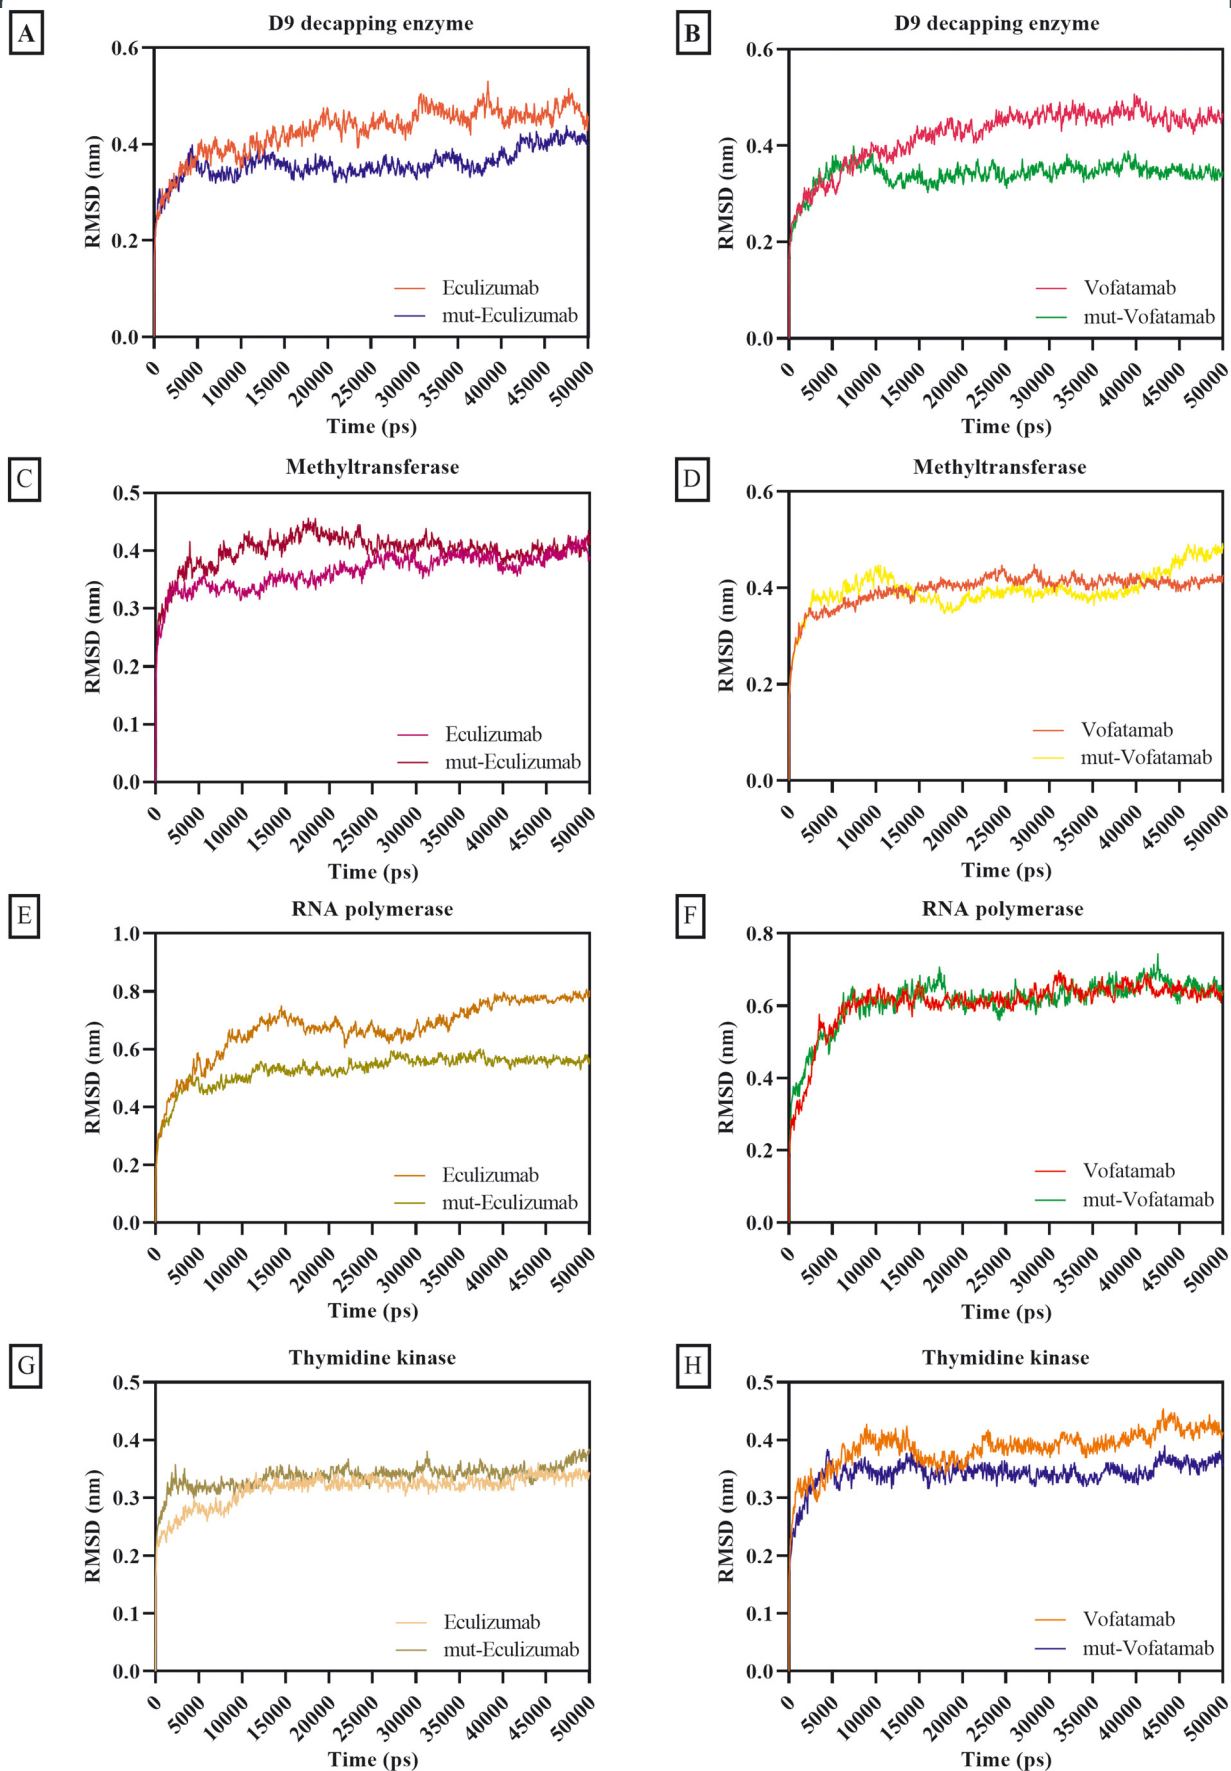 A
D9 decapping enzyme
0.6
0.4
0.2
0.0
RMSD (nm)
Eculizumab
mut-Eculizumab
0 5000 10000 15000 20000 25000 30000 35000 40000 45000 50000
Time (ps)
B
D9 decapping enzyme
0.6
0.4
0.2
0.0
RMSD (nm)
Vofatamab
mut-Vofatamab
0 5000 10000 15000 20000 25000 30000 35000 40000 45000 50000
Time (ps)
C
Methyltransferase
0.5
0.4
0.3
0.2
0.1
0.0
RMSD (nm)
Eculizumab
mut-Eculizumab
0 5000 10000 15000 20000 25000 30000 35000 40000 45000 50000
Time (ps)
D
Methyltransferase
0.6
0.4
0.2
0.0
RMSD (nm)
Vofatamab
mut-Vofatamab
0 5000 10000 15000 20000 25000 30000 35000 40000 45000 50000
Time (ps)
E
RNA polymerase
1.0
0.8
0.6
0.4
0.2
0.0
RMSD (nm)
Eculizumab
mut-Eculizumab
0 5000 10000 15000 20000 25000 30000 35000 40000 45000 50000
Time (ps)
F
RNA polymerase
0.8
0.6
0.4
0.2
0.0
RMSD (nm)
Vofatamab
mut-Vofatamab
0 5000 10000 15000 20000 25000 30000 35000 40000 45000 50000
Time (ps)
G
Thymidine kinase
0.5
0.4
0.3
0.2
0.1
0.0
RMSD (nm)
Eculizumab
mut-Eculizumab
0 5000 10000 15000 20000 25000 30000 35000 40000 45000 50000
Time (ps)
H
Thymidine kinase
0.5
0.4
0.3
0.2
0.1
0.0
RMSD (nm)
Vofatamab
mut-Vofatamab
0 5000 10000 15000 20000 25000 30000 35000 40000 45000 50000
Time (ps)